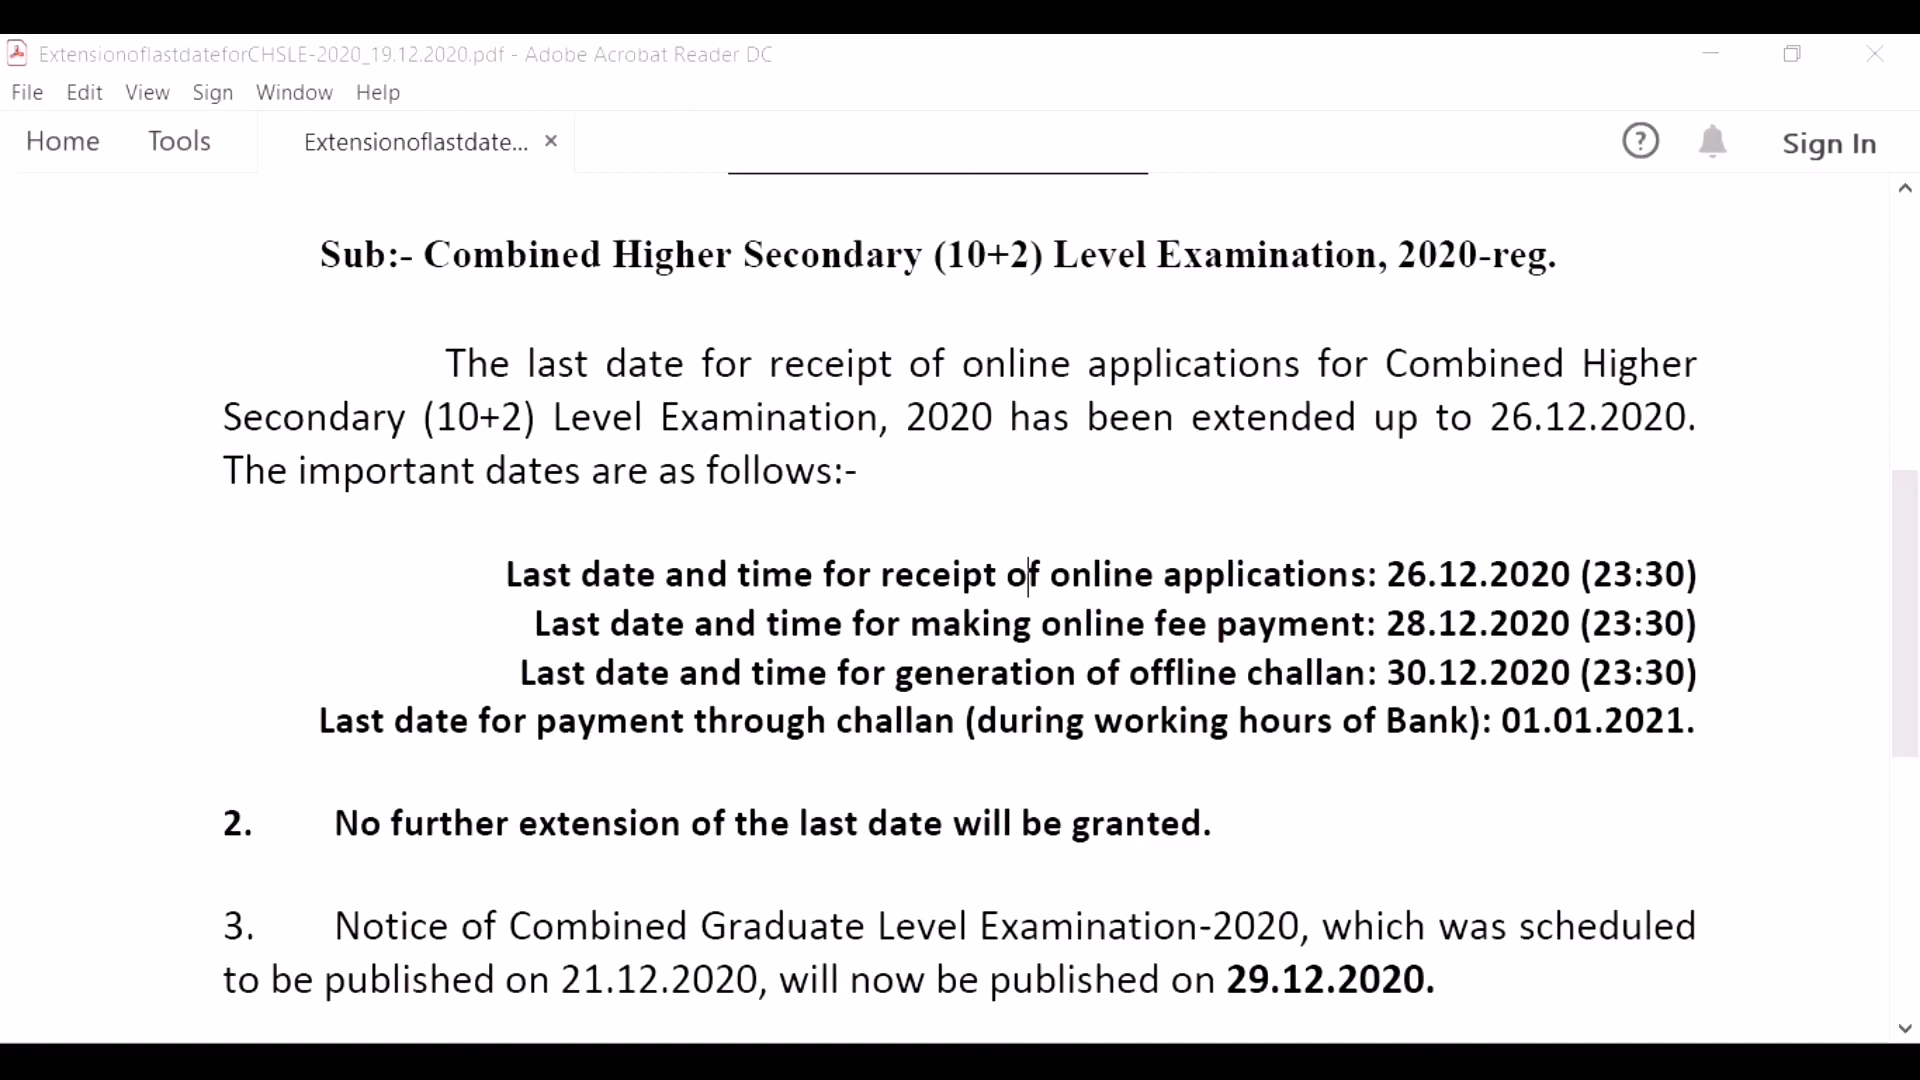 ExtensionoflastdateforCHSLE-2020_19.12.2020.pdf - Adobe Acrobat Reader DC
File Edit View Sign Window Help
Home Tools Extensionoflastdate... × ? Sign In
Sub:- Combined Higher Secondary (10+2) Level Examination, 2020-reg.
The last date for receipt of online applications for Combined Higher
Secondary (10+2) Level Examination, 2020 has been extended up to 26.12.2020.
The important dates are as follows:-
Last date and time for receipt of online applications: 26.12.2020 (23:30)
Last date and time for making online fee payment: 28.12.2020 (23:30)
Last date and time for generation of offline challan: 30.12.2020 (23:30)
Last date for payment through challan (during working hours of Bank): 01.01.2021.
2. No further extension of the last date will be granted.
3. Notice of Combined Graduate Level Examination-2020, which was scheduled
to be published on 21.12.2020, will now be published on 29.12.2020.